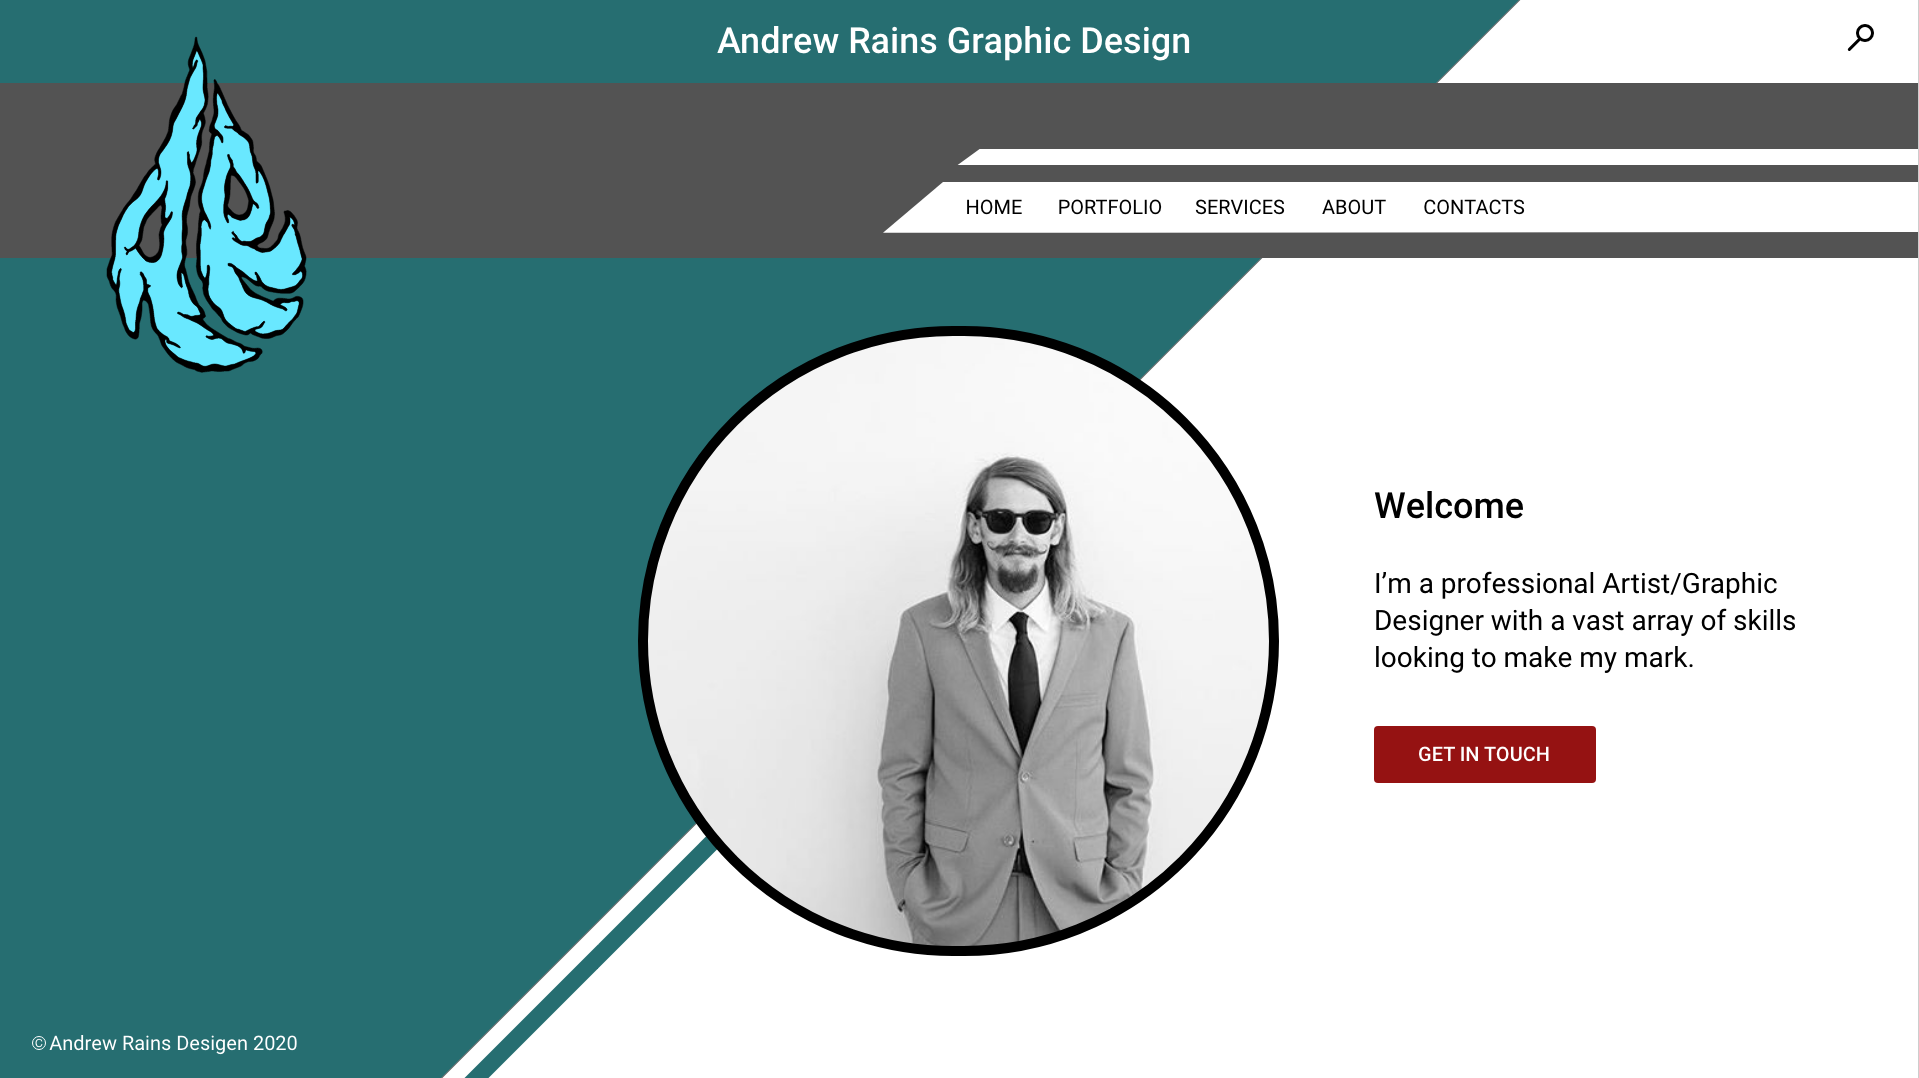 Andrew Rains Graphic Design
HOME PORTFOLIO SERVICES ABOUT CONTACTS
Welcome
I’m a professional Artist/Graphic
Designer with a vast array of skills
looking to make my mark.
GET IN TOUCH
© Andrew Rains Desigen 2020